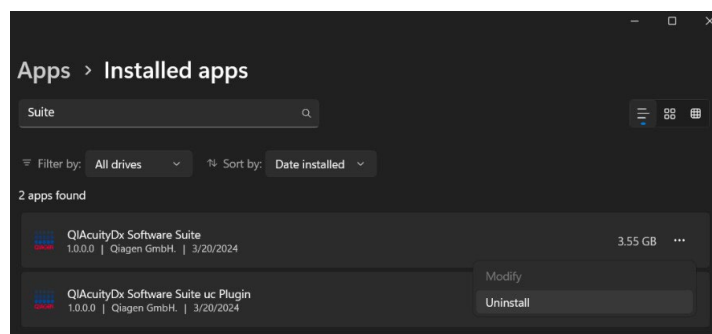 Apps > Installed apps
Suite
Filter by: All drives Sort by: Date installed
2 apps found
QIAcuityDx Software Suite
1.0.0.0 | Qiagen GmbH. | 3/20/2024
3.55 GB
Modify
QIAcuityDx Software Suite uc Plugin
1.0.0.0 | Qiagen GmbH. | 3/20/2024
Uninstall